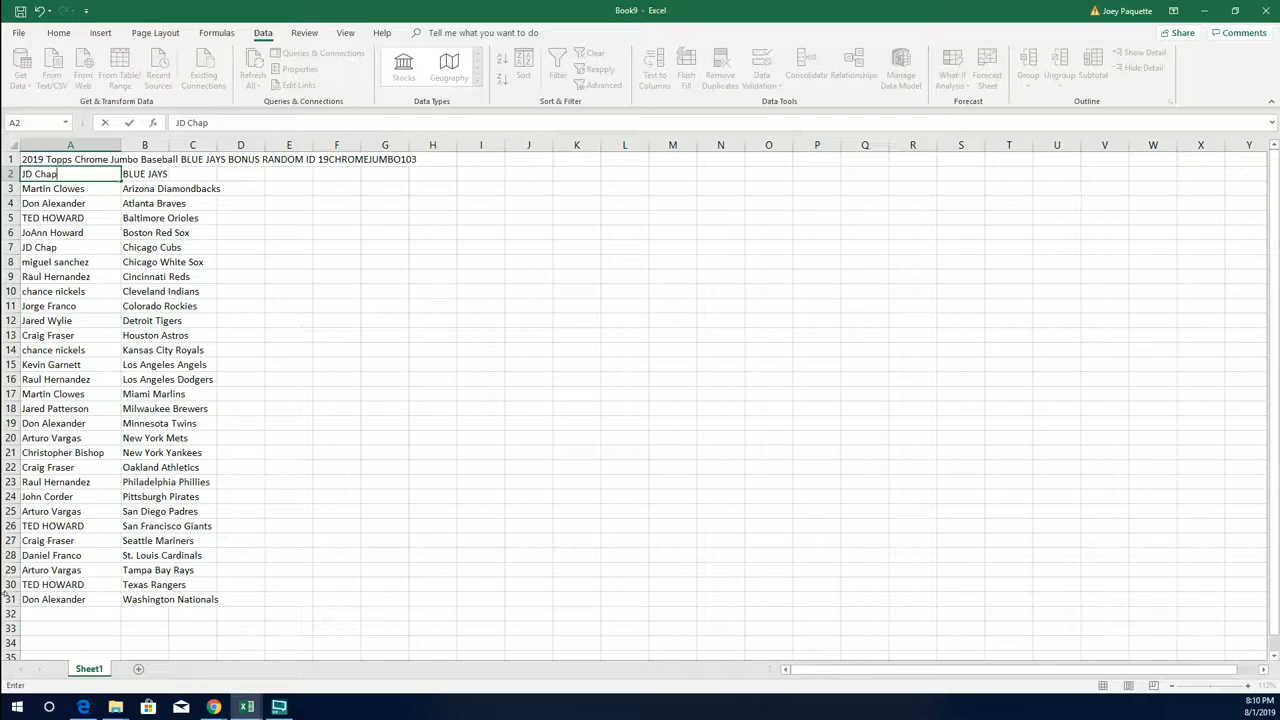 Book9 - Excel
Joey Paquette
File Home Insert Page Layout Formulas Data Review View Help Tell me what you want to do Share Comments
Get Data From Text/CSV From Web From Table/Range Recent Sources Existing Connections
Get & Transform Data
Refresh All Queries & Connections Properties Edit Links
Queries & Connections
Stocks Geography
Data Types
Sort Filter Clear Reapply Advanced
Sort & Filter
Text to Columns Flash Fill Remove Duplicates Data Validation Consolidate Relationships Manage Data Model
Data Tools
What-If Analysis Forecast Sheet
Forecast
Group Ungroup Subtotal Show Detail Hide Detail
Outline
A2 fx JD Chap
A B C D E F G H I J K L M N O P Q R S T U V W X Y
1 2019 Topps Chrome Jumbo Baseball BLUE JAYS BONUS RANDOM ID 19CHROMEJUMBO103
2 JD Chap BLUE JAYS
3 Martin Clowes Arizona Diamondbacks
4 Don Alexander Atlanta Braves
5 TED HOWARD Baltimore Orioles
6 JoAnn Howard Boston Red Sox
7 JD Chap Chicago Cubs
8 miguel sanchez Chicago White Sox
9 Raul Hernandez Cincinnati Reds
10 chance nickels Cleveland Indians
11 Jorge Franco Colorado Rockies
12 Jared Wylie Detroit Tigers
13 Craig Fraser Houston Astros
14 chance nickels Kansas City Royals
15 Kevin Garnett Los Angeles Angels
16 Raul Hernandez Los Angeles Dodgers
17 Martin Clowes Miami Marlins
18 Jared Patterson Milwaukee Brewers
19 Don Alexander Minnesota Twins
20 Arturo Vargas New York Mets
21 Christopher Bishop New York Yankees
22 Craig Fraser Oakland Athletics
23 Raul Hernandez Philadelphia Phillies
24 John Corder Pittsburgh Pirates
25 Arturo Vargas San Diego Padres
26 TED HOWARD San Francisco Giants
27 Craig Fraser Seattle Mariners
28 Daniel Franco St. Louis Cardinals
29 Arturo Vargas Tampa Bay Rays
30 TED HOWARD Texas Rangers
31 Don Alexander Washington Nationals
32
33
34
35
Sheet1
Enter
112%
8:10 PM
8/1/2019